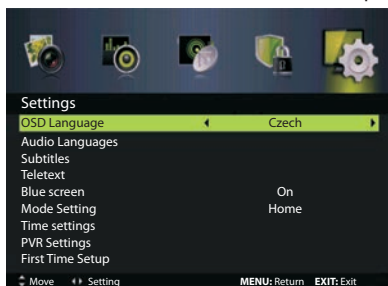 Settings
OSD Language Czech
Audio Languages
Subtitles
Teletext
Blue screen On
Mode Setting Home
Time settings
PVR Settings
First Time Setup
Move Setting MENU: Return EXIT: Exit